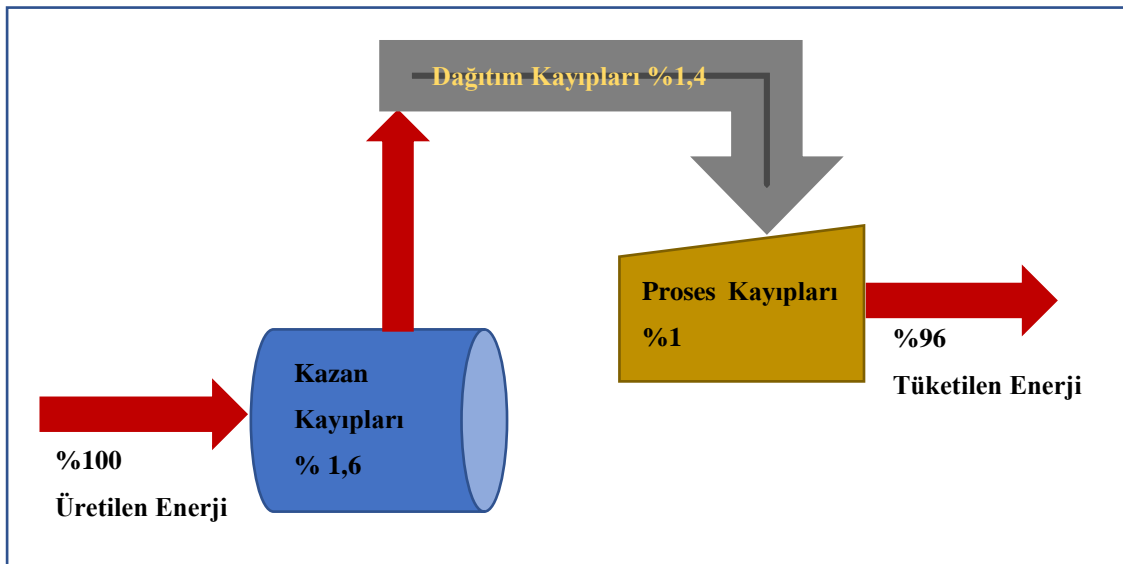 Dağıtım Kayıpları %1,4
Proses Kayıpları
%1
%96
Tüketilen Enerji
Kazan
Kayıpları
% 1,6
%100
Üretilen Enerji